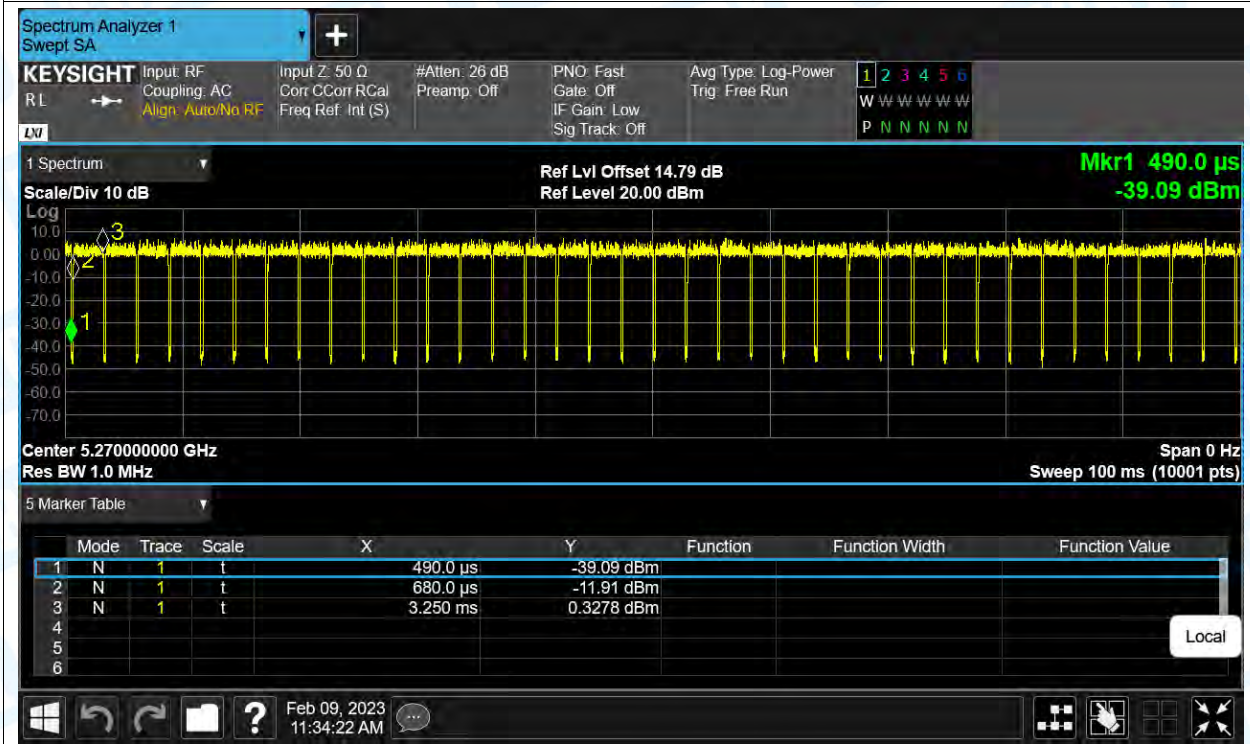 Spectrum Analyzer 1
Swept SA
+
KEYSIGHT Input: RF Input Z: 50 Ω #Atten: 26 dB PNO: Fast Avg Type: Log-Power 1 2 3 4 5 6
RL Coupling: AC Corr CCorr RCal Preamp: Off Gate: Off Trig: Free Run W W W W W W
Align: Auto/No RF Freq Ref: Int (S) IF Gain: Low
LXI Sig Track: Off P N N N N N
1 Spectrum Ref Lvl Offset 14.79 dB Mkr1 490.0 µs
Scale/Div 10 dB Ref Level 20.00 dBm -39.09 dBm
Log
10.0 3
0.00 2
-10.0
-20.0
-30.0 1
-40.0
-50.0
-60.0
-70.0
Center 5.270000000 GHz Span 0 Hz
Res BW 1.0 MHz Sweep 100 ms (10001 pts)
5 Marker Table
Mode Trace Scale X Y Function Function Width Function Value
1 N 1 t 490.0 µs -39.09 dBm
2 N 1 t 680.0 µs -11.91 dBm
3 N 1 t 3.250 ms 0.3278 dBm
4
5 Local
6
? Feb 09, 2023
11:34:22 AM